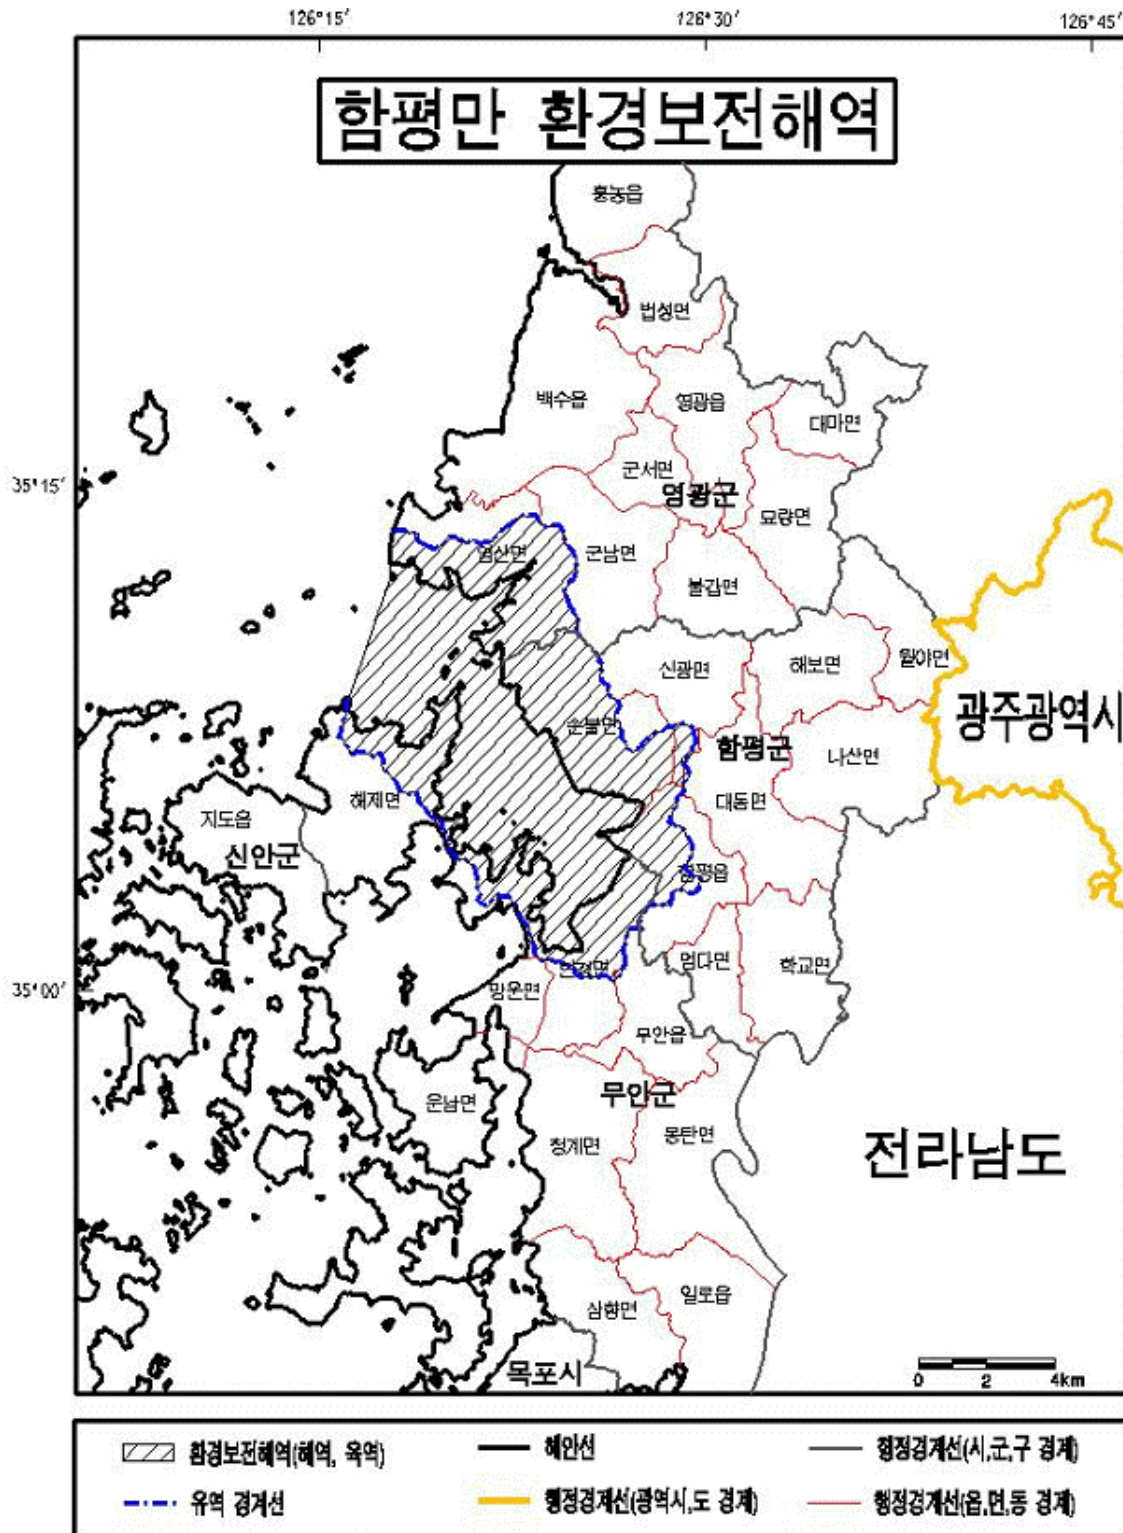 126°15′ 126°30′ 126°45′
함평만 환경보전해역
홍농읍
법성면
백수읍 영광읍
대마면
군서면
35°15′
영광군
묘량면
염산면 군남면
불갑면
신광면 해보면 월야면
손불면 광주광역시
함평군 나산면
해제면 대동면
지도읍
신안군
함평읍
엄다면 학교면
현경면
35°00′ 망운면
무안읍
무안군
운남면
몽탄면
청계면 전라남도
일로읍
삼향면
목포시
0 2 4km
환경보전해역(해역, 육역) 해안선 행정경계선(시,군,구 경계)
유역 경계선 행정경계선(광역시,도 경계) 행정경계선(읍,면,동 경계)